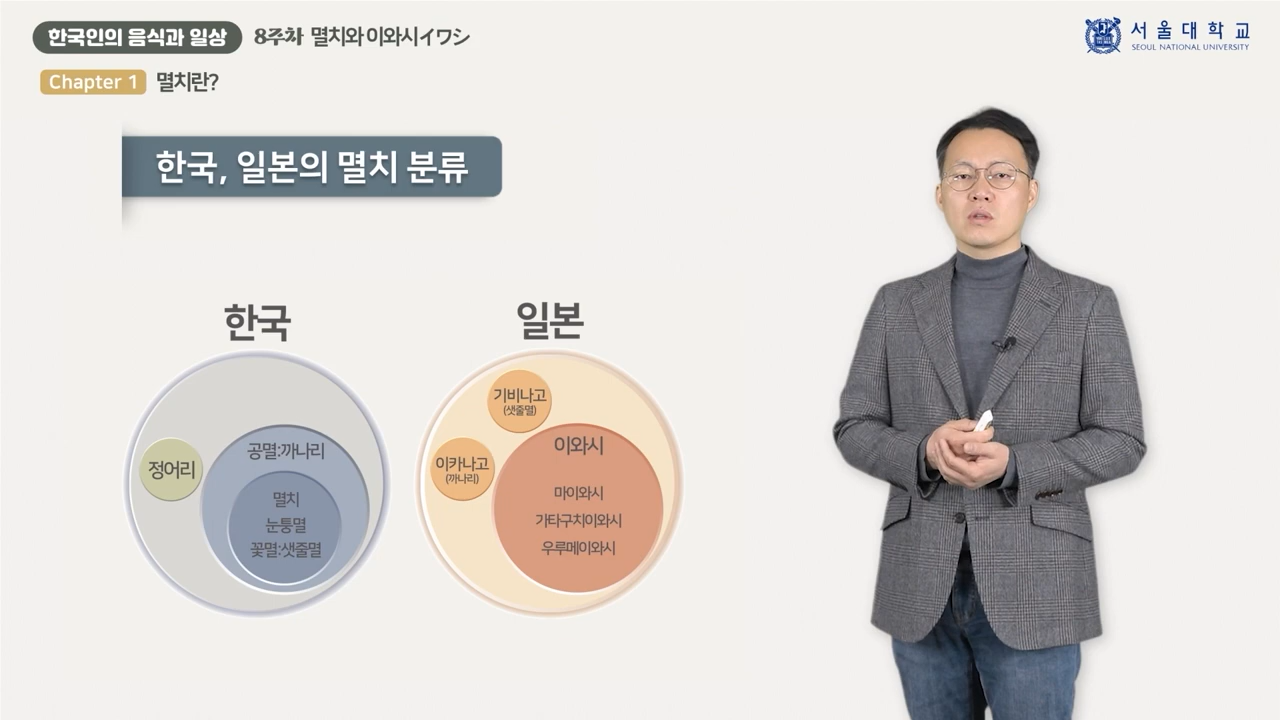 한국인의 음식과 일상 8주차 멸치와 이와시イワシ
서울대학교
SEOUL NATIONAL UNIVERSITY
Chapter 1 멸치란?
한국, 일본의 멸치 분류
한국
정어리
공멸:까나리
멸치
눈퉁멸
꽃멸:샛줄멸
일본
기비나고
(샛줄멸)
이카나고
(까나리)
이와시
마이와시
가타구치이와시
우루메이와시